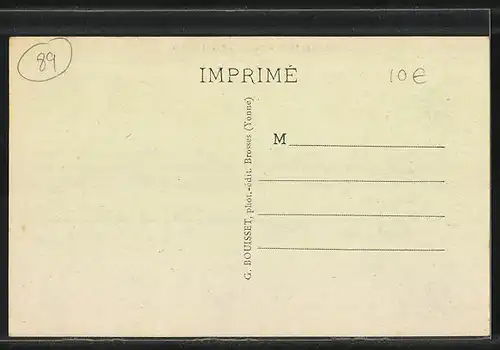 89
IMPRIMÉ
10€
G. BOUISSET, phot.-édit. Brosses (Yonne)
M